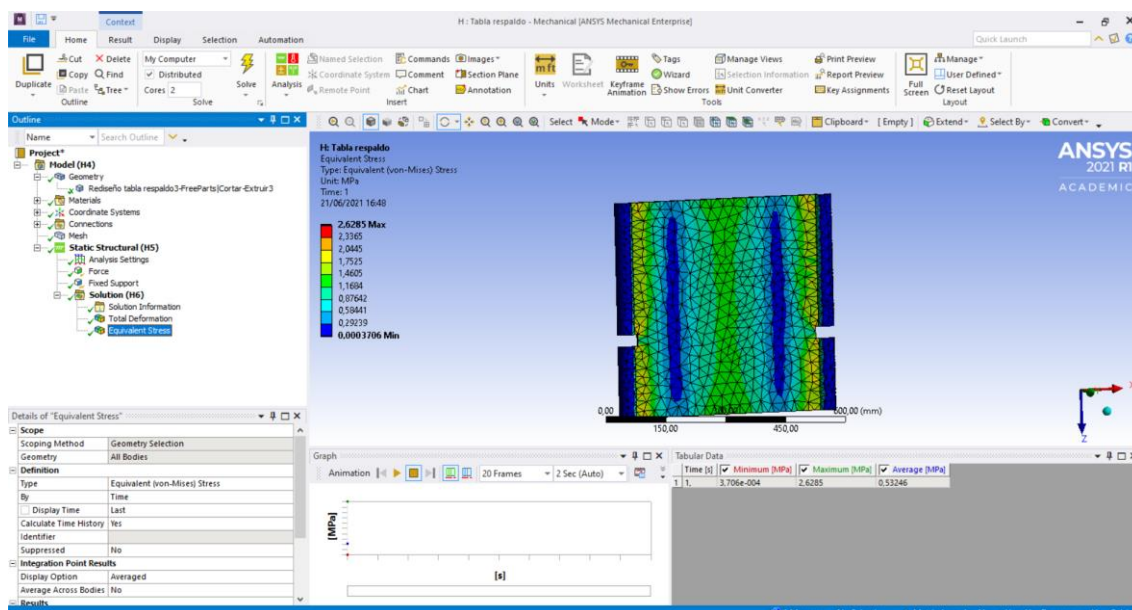 Context
H : Tabla respaldo - Mechanical [ANSYS Mechanical Enterprise]
File Home Result Display Selection Automation
Quick Launch
Duplicate
Cut
Copy
Paste
Delete
Find
Tree
Outline
My Computer
Distributed
Cores 2
Solve
Solve
Analysis
Named Selection
Coordinate System
Remote Point
Commands
Comment
Chart
Images
Section Plane
Annotation
Insert
Units
Worksheet
Keyframe
Animation
Tags
Wizard
Show Errors
Manage Views
Selection Information
Unit Converter
Print Preview
Report Preview
Key Assignments
Tools
Full
Screen
Manage
User Defined
Reset Layout
Layout
Outline
Name
Search Outline
Select Mode
Clipboard
[ Empty ]
Extend
Select By
Convert
Project*
Model (H4)
Geometry
Rediseño tabla respaldo3-FreeParts|Cortar-Extruir3
Materials
Coordinate Systems
Connections
Mesh
Static Structural (H5)
Analysis Settings
Force
Fixed Support
Solution (H6)
Solution Information
Total Deformation
Equivalent Stress
H: Tabla respaldo
Equivalent Stress
Type: Equivalent (von-Mises) Stress
Unit: MPa
Time: 1
21/06/2021 16:48
2,6285 Max
2,3365
2,0445
1,7525
1,4605
1,1684
0,87642
0,58441
0,29239
0,0003706 Min
ANSYS
2021 R1
ACADEMIC
0,00
600,00 (mm)
150,00
450,00
Z
Details of "Equivalent Stress"
Scope
Scoping Method Geometry Selection
Geometry All Bodies
Definition
Type Equivalent (von-Mises) Stress
By Time
Display Time Last
Calculate Time History Yes
Identifier
Suppressed No
Integration Point Results
Display Option Averaged
Average Across Bodies No
Results
Graph
Animation
20 Frames
2 Sec (Auto)
[MPa]
[s]
Tabular Data
Time [s] Minimum [MPa] Maximum [MPa] Average [MPa]
1 1, 3,706e-004 2,6285 0,53246